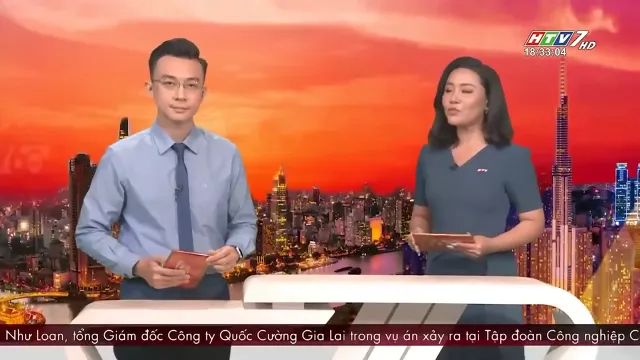 HTV7 HD
18:33:04
HTV
Như Loan, tổng Giám đốc Công ty Quốc Cường Gia Lai trong vụ án xảy ra tại Tập đoàn Công nghiệp C